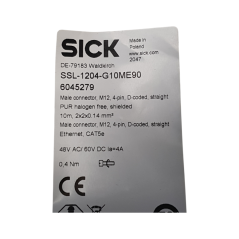 SICK
Made in
Poland
www.sick.com
2047
DE-79183 Waldkirch
SSL-1204-G10ME90
6045279
Male connector, M12, 4-pin, D-coded, straight
PUR halogen free, shielded
10m, 2x2x0.14 mm²
Male connector, M12, 4-pin, D-coded, straight
Ethernet, CAT5e
48V AC/ 60V DC Ie=4A
0,4 Nm